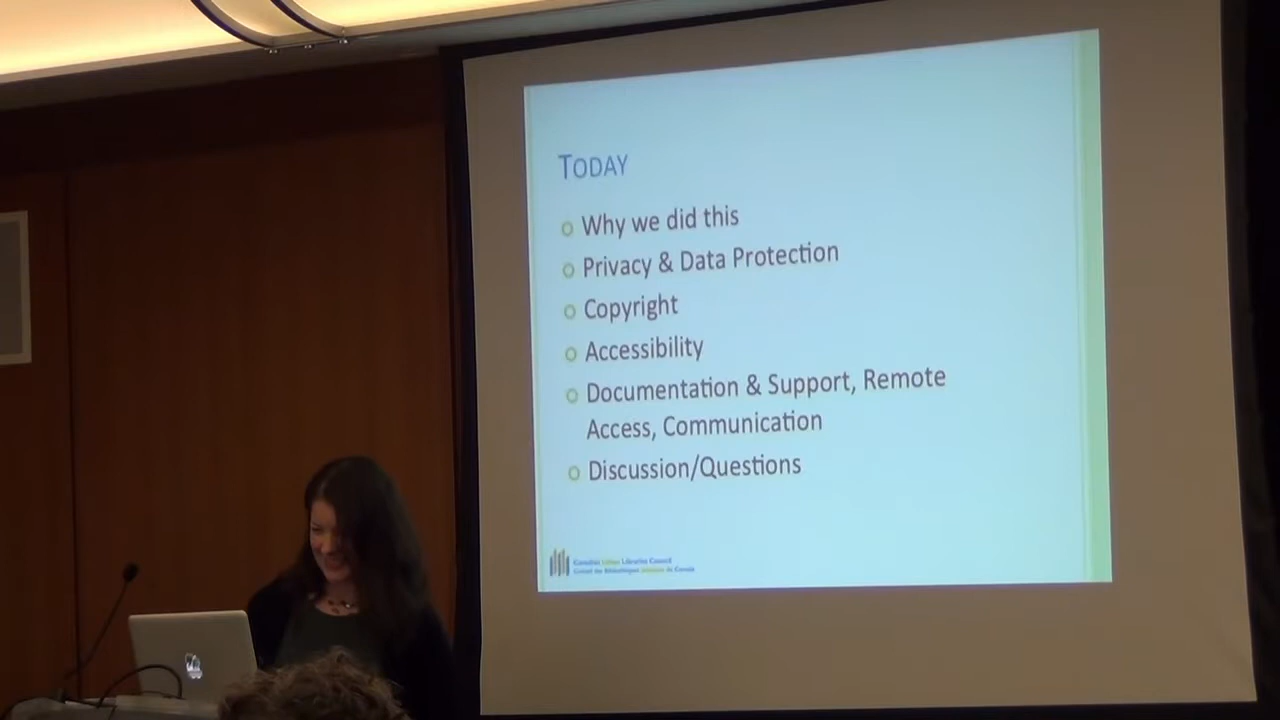 TODAY
Why we did this
Privacy & Data Protection
Copyright
Accessibility
Documentation & Support, Remote
Access, Communication
Discussion/Questions
Canadian Urban Libraries Council
Conseil des Bibliothèques urbaines du Canada